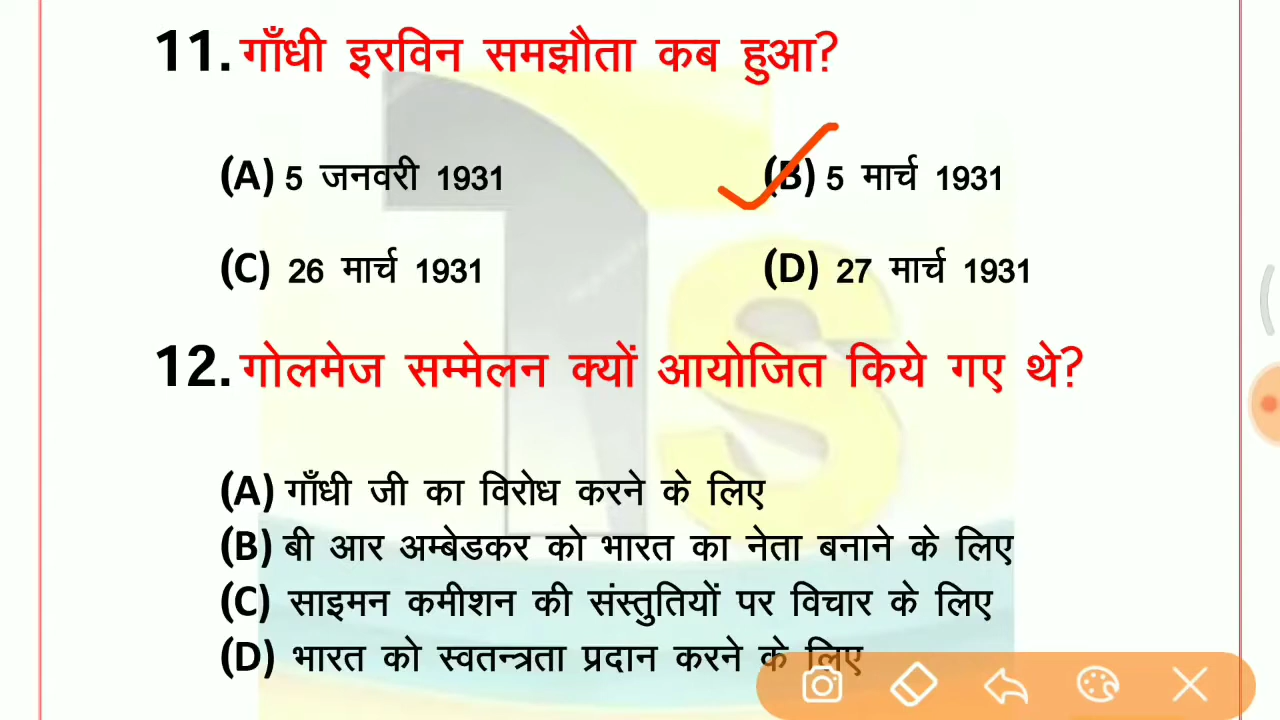 11. गाँधी इरविन समझौता कब हुआ?
(A) 5 जनवरी 1931 (B) 5 मार्च 1931
(C) 26 मार्च 1931 (D) 27 मार्च 1931
12. गोलमेज सम्मेलन क्यों आयोजित किये गए थे?
(A) गाँधी जी का विरोध करने के लिए
(B) बी आर अम्बेडकर को भारत का नेता बनाने के लिए
(C) साइमन कमीशन की संस्तुतियों पर विचार के लिए
(D) भारत को स्वतन्त्रता प्रदान करने के लिए